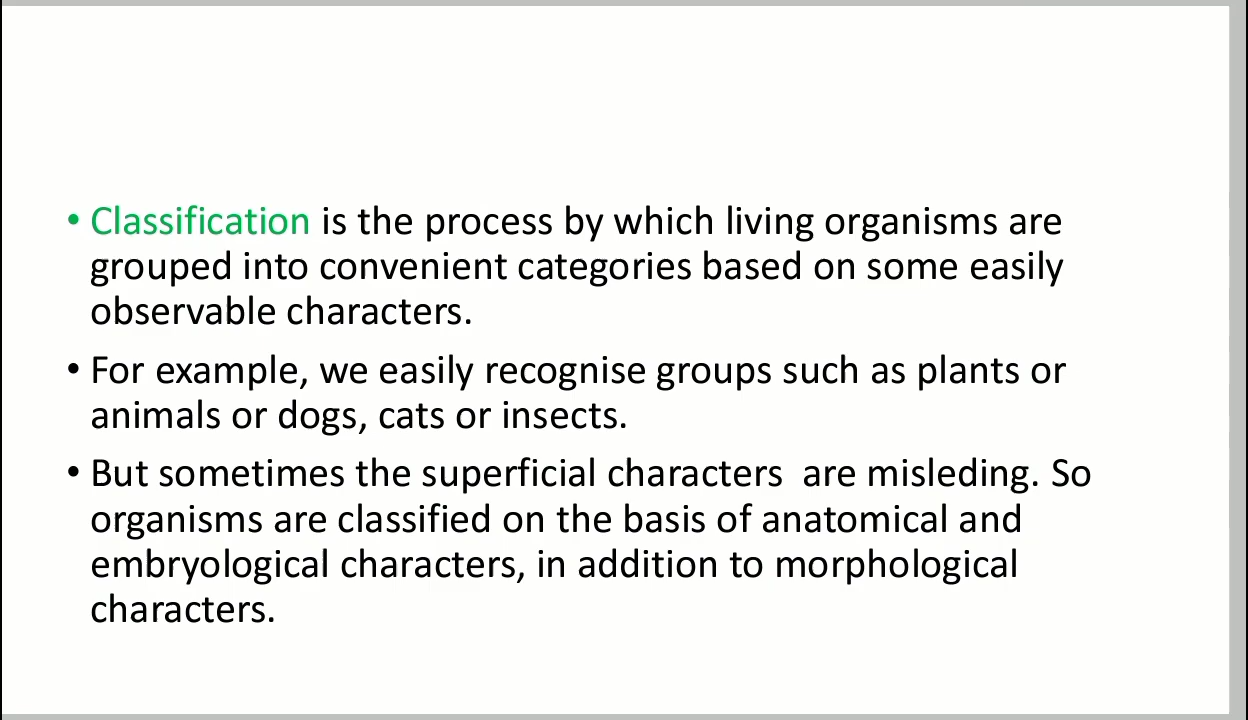 • Classification is the process by which living organisms are
grouped into convenient categories based on some easily
observable characters.
• For example, we easily recognise groups such as plants or
animals or dogs, cats or insects.
• But sometimes the superficial characters  are misleding. So
organisms are classified on the basis of anatomical and
embryological characters, in addition to morphological
characters.